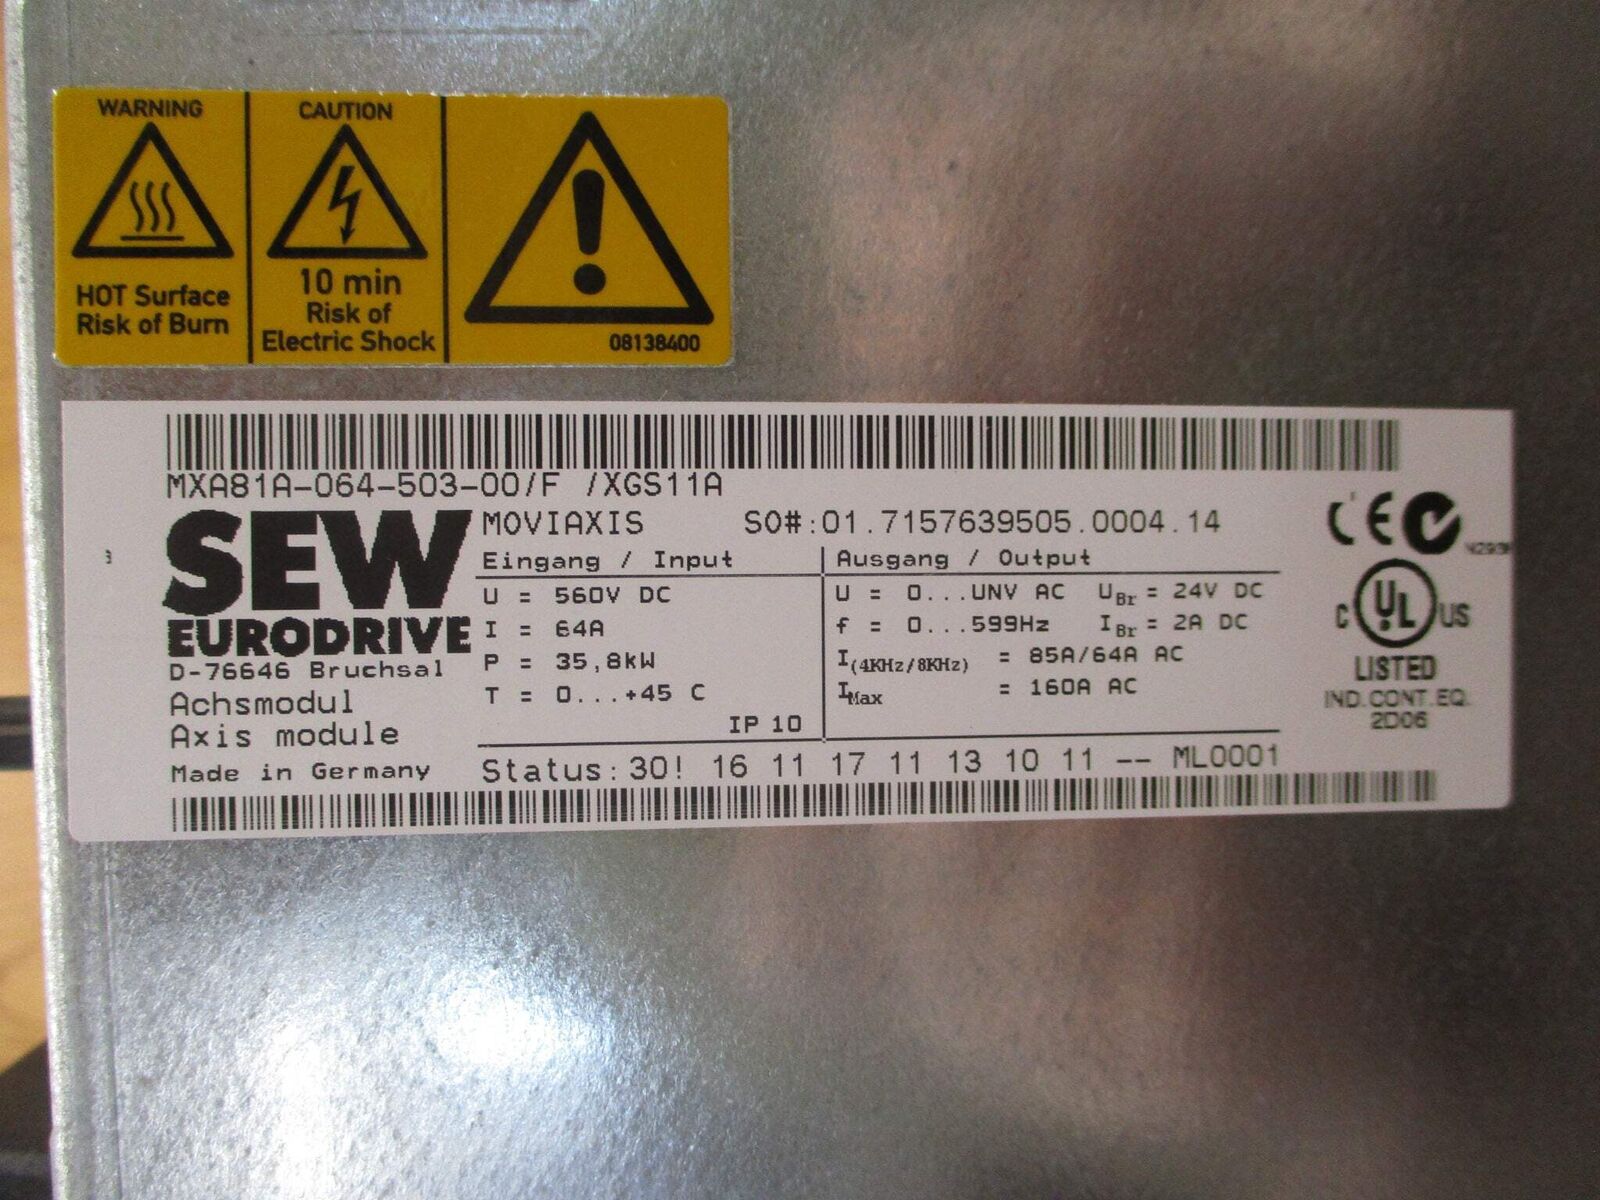 WARNING
HOT Surface
Risk of Burn
CAUTION
10 min
Risk of
Electric Shock
08138400
MXA81A-064-503-00/F /XGS11A
SEW
EURODRIVE
D-76646 Bruchsal
Achsmodul
Axis module
Made in Germany
MOVIAXIS SO#:01.7157639505.0004.14
Eingang / Input
U = 560V DC
I = 64A
P = 35,8kW
T = 0...+45 C
IP 10
Ausgang / Output
U = 0...UNV AC UBr = 24V DC
f = 0...599Hz IBr = 2A DC
I(4KHz/8KHz) = 85A/64A AC
IMax = 160A AC
Status:30! 16 11 17 11 13 10 11 -- ML0001
CE
C UL US
LISTED
IND.CONT.EQ.
2D06